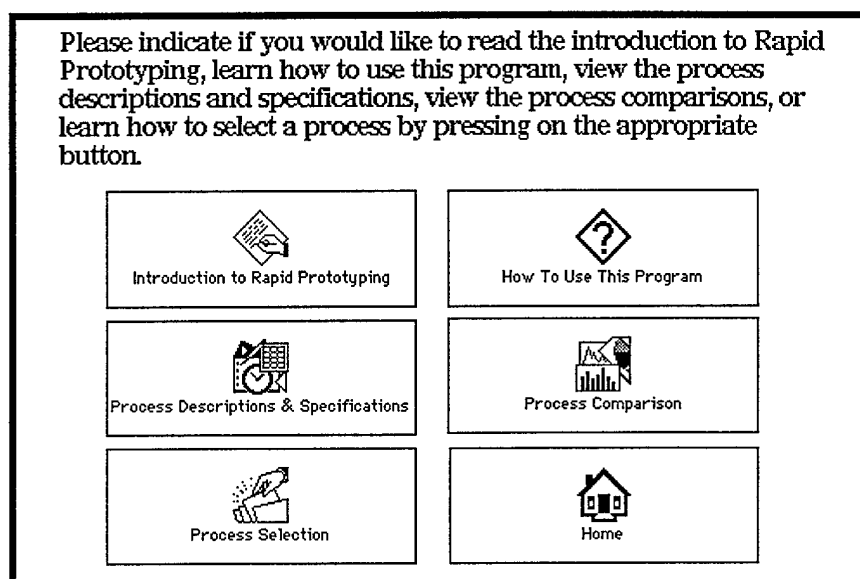 Please indicate if you would like to read the introduction to Rapid
Prototyping, learn how to use this program, view the process
descriptions and specifications, view the process comparisons, or
learn how to select a process by pressing on the appropriate
button.
Introduction to Rapid Prototyping
How To Use This Program
Process Descriptions & Specifications
Process Comparison
Process Selection
Home